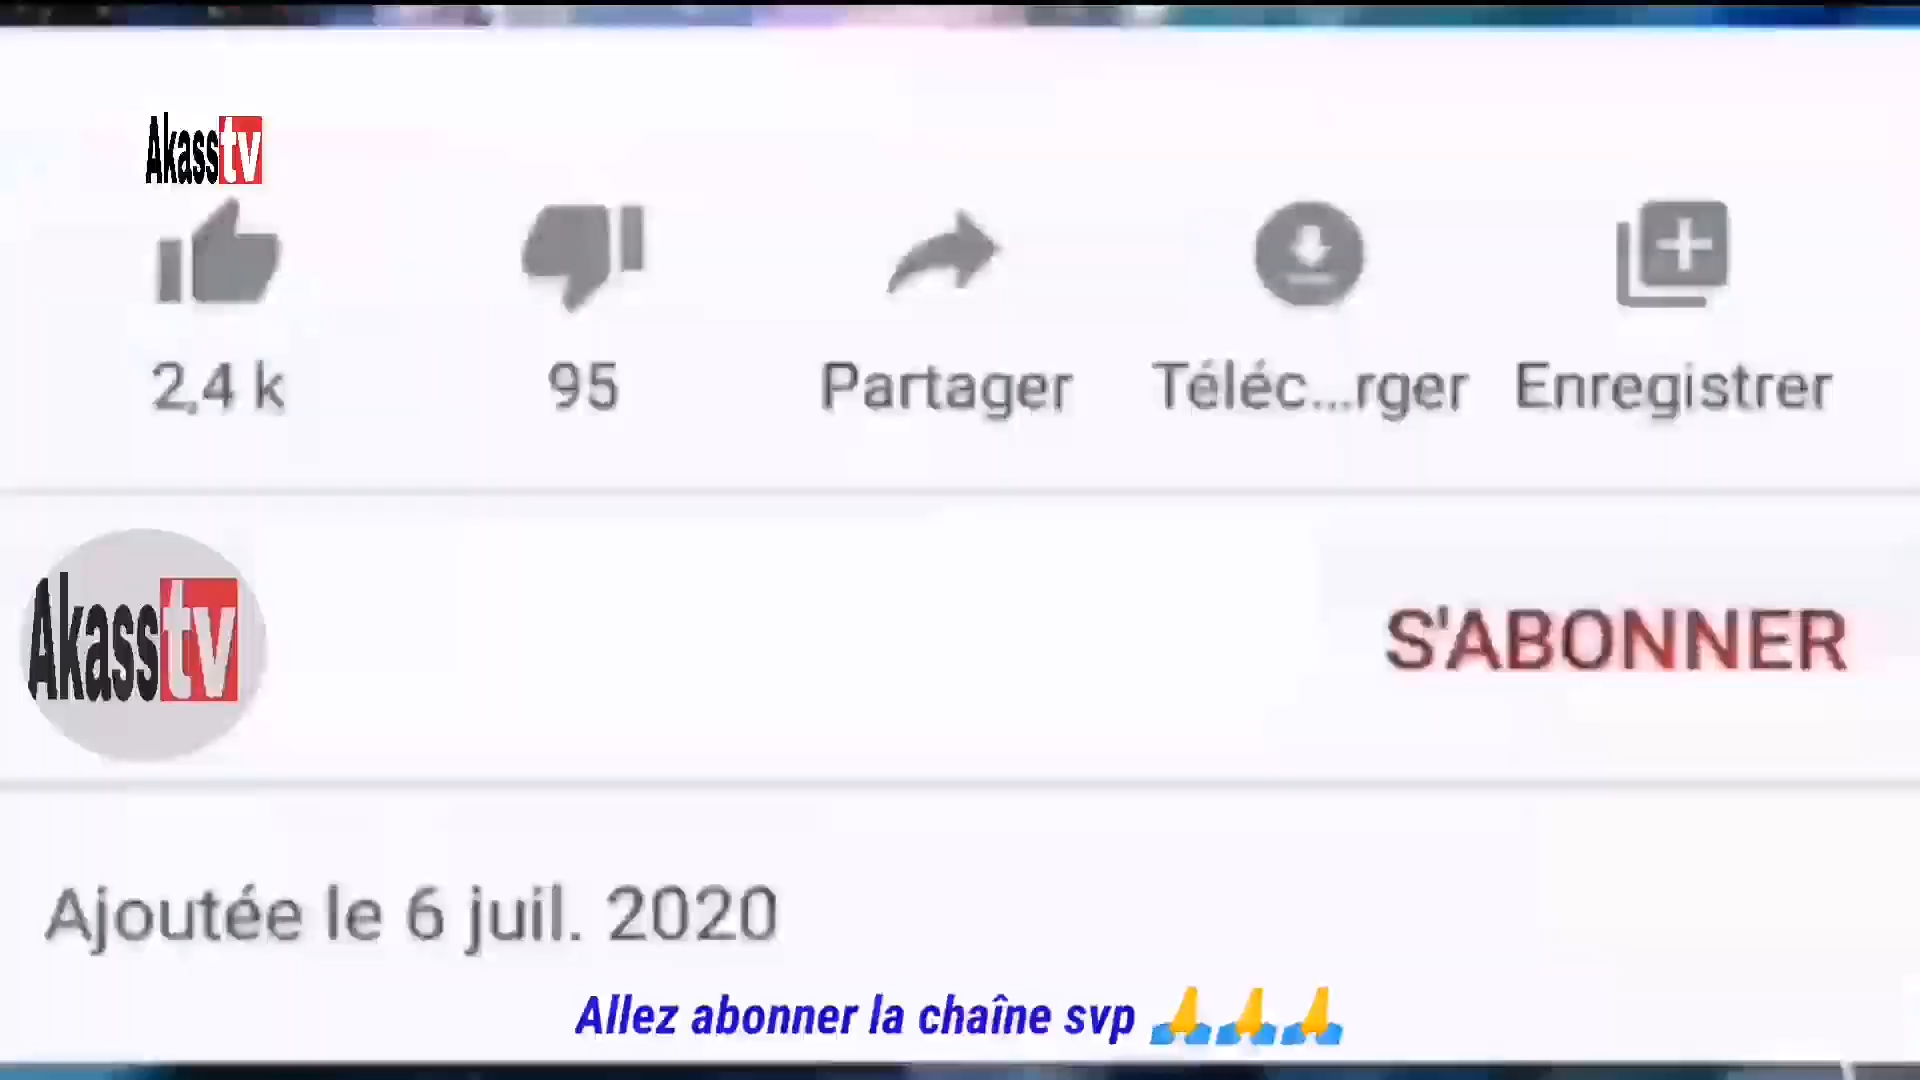 Akasstv
2,4 k
95
Partager
Téléc...rger
Enregistrer
Akasstv
S'ABONNER
Ajoutée le 6 juil. 2020
Allez abonner la chaîne svp 🙏🙏🙏